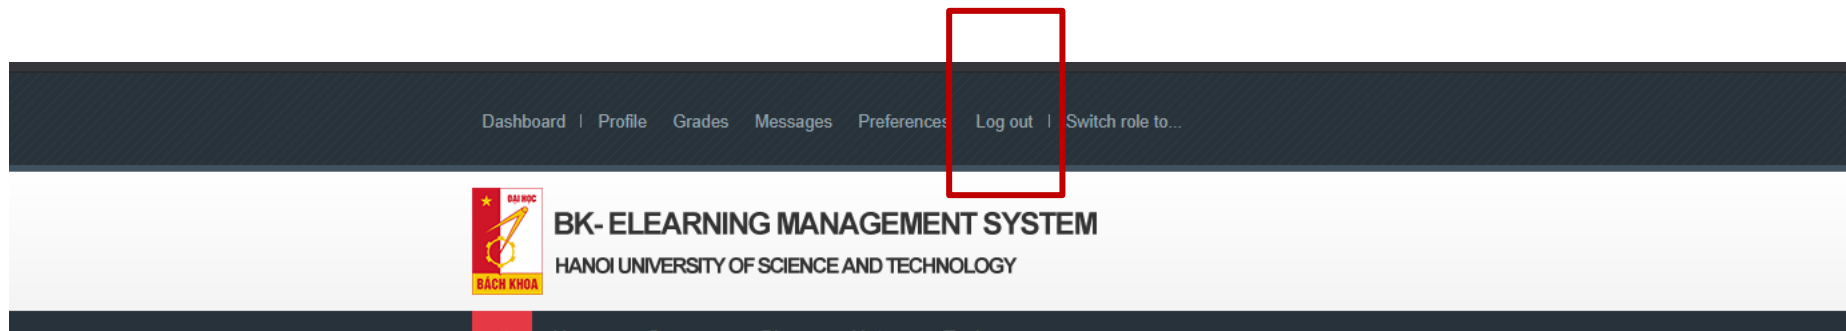 Dashboard | Profile Grades Messages Preferences Log out | Switch role to...
ĐẠI HỌC
BK- ELEARNING MANAGEMENT SYSTEM
HANOI UNIVERSITY OF SCIENCE AND TECHNOLOGY
BÁCH KHOA